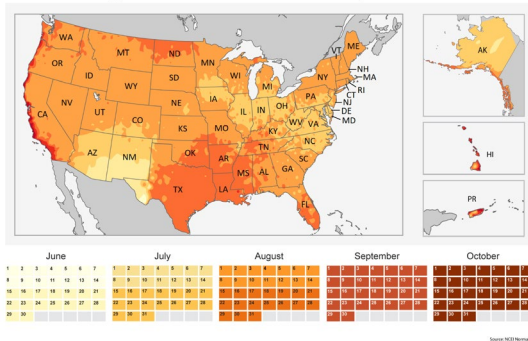 WA
MT
ND
ME
VT
OR
MN
AK
ID
SD
WI
NH
WY
MI
NY
MA
RI
CT
IA
PA
NJ
NV
NE
OH
DE
UT
IL
IN
MD
CA
CO
WV
VA
KS
MO
KY
NC
HI
TN
OK
AR
SC
AZ
NM
MS
AL
GA
TX
LA
PR
FL
June July August September October
1 2 3 4 5 6 7 1 2 3 4 5 6 7 1 2 3 4 5 6 7 1 2 3 4 5 6 7 1 2 3 4 5 6 7
8 9 10 11 12 13 14 8 9 10 11 12 13 14 8 9 10 11 12 13 14 8 9 10 11 12 13 14 8 9 10 11 12 13 14
15 16 17 18 19 20 21 15 16 17 18 19 20 21 15 16 17 18 19 20 21 15 16 17 18 19 20 21 15 16 17 18 19 20 21
22 23 24 25 26 27 28 22 23 24 25 26 27 28 22 23 24 25 26 27 28 22 23 24 25 26 27 28 22 23 24 25 26 27 28
29 30 29 30 31 29 30 31 29 30 29 30 31
Source: NCEI